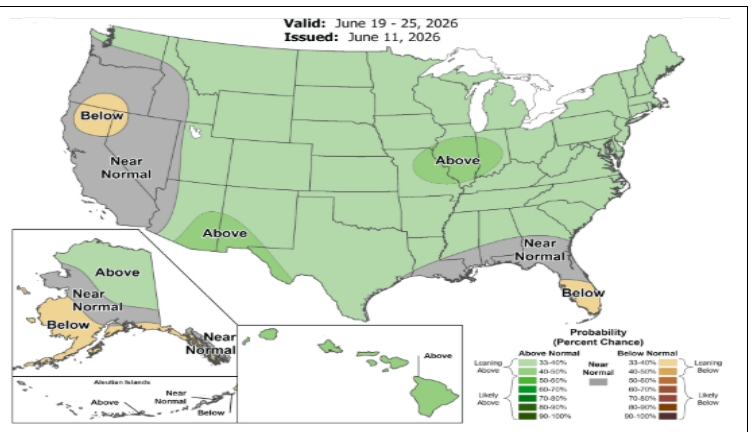 Valid: June 19 - 25, 2026
Issued: June 11, 2026
Below
Near
Normal
Above
Above
Near
Normal
Below
Above
Near
Normal
Below
Near
Normal
Aleutian Islands
Above
Near
Normal
Below
Above
Probability
(Percent Chance)
Above Normal
Near
Normal
Below Normal
Leaning
Above
Likely
Above
33-40%
40-50%
50-60%
60-70%
70-80%
80-90%
90-100%
33-40%
40-50%
50-60%
60-70%
70-80%
80-90%
90-100%
Leaning
Below
Likely
Below